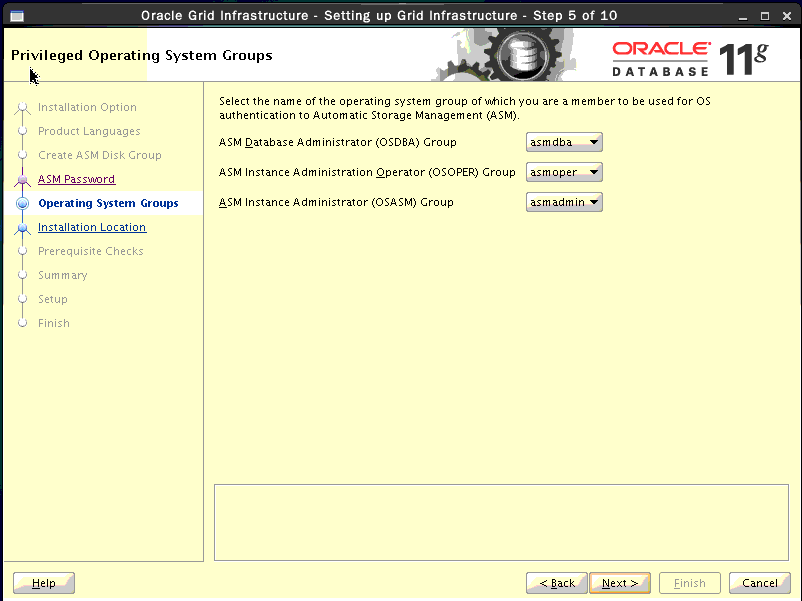 Oracle Grid Infrastructure - Setting up Grid Infrastructure - Step 5 of 10
Privileged Operating System Groups
ORACLE
DATABASE
11g
Installation Option
Product Languages
Create ASM Disk Group
ASM Password
Operating System Groups
Installation Location
Prerequisite Checks
Summary
Setup
Finish
Select the name of the operating system group of which you are a member to be used for OS
authentication to Automatic Storage Management (ASM).
ASM Database Administrator (OSDBA) Group asmdba
ASM Instance Administration Operator (OSOPER) Group asmoper
ASM Instance Administrator (OSASM) Group asmadmin
Help < Back Next > Finish Cancel